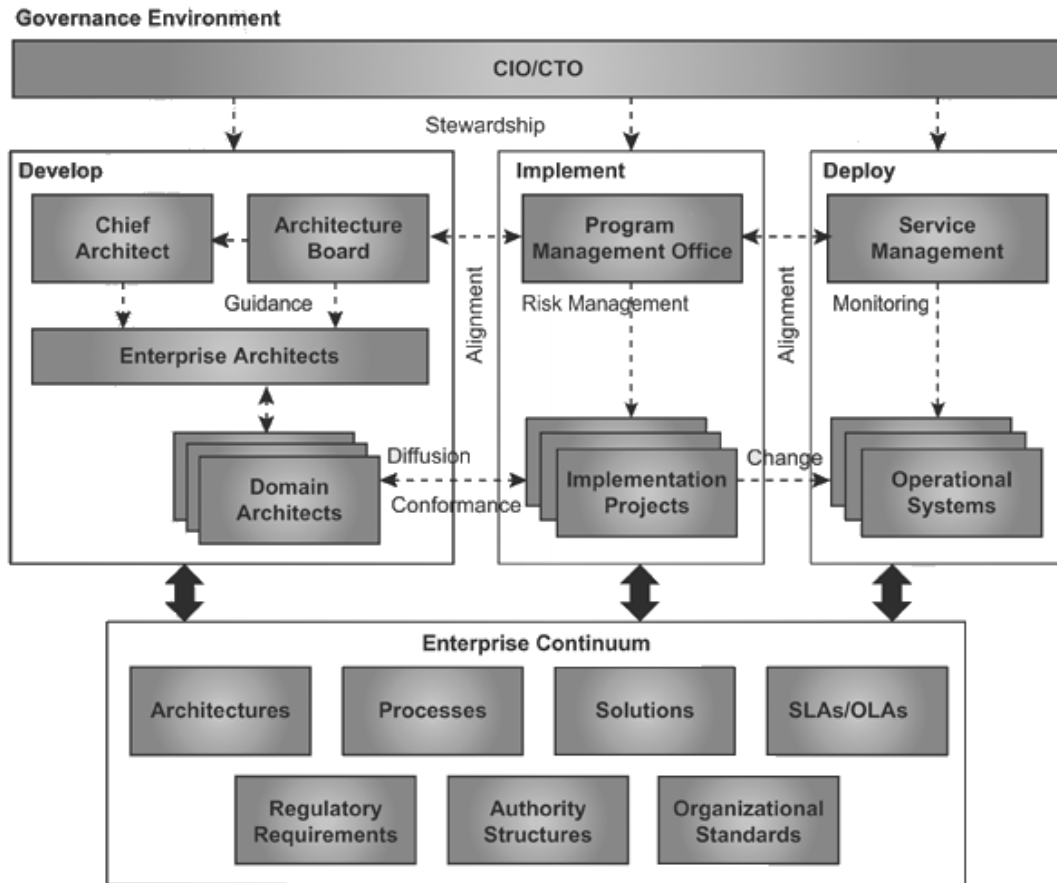 Governance Environment
CIO/CTO
Stewardship
Develop
Chief
Architect
Architecture
Board
Guidance
Enterprise Architects
Domain
Architects
Alignment
Diffusion
Conformance
Implement
Program
Management Office
Risk Management
Implementation
Projects
Alignment
Change
Deploy
Service
Management
Monitoring
Operational
Systems
Enterprise Continuum
Architectures
Processes
Solutions
SLAs/OLAs
Regulatory
Requirements
Authority
Structures
Organizational
Standards